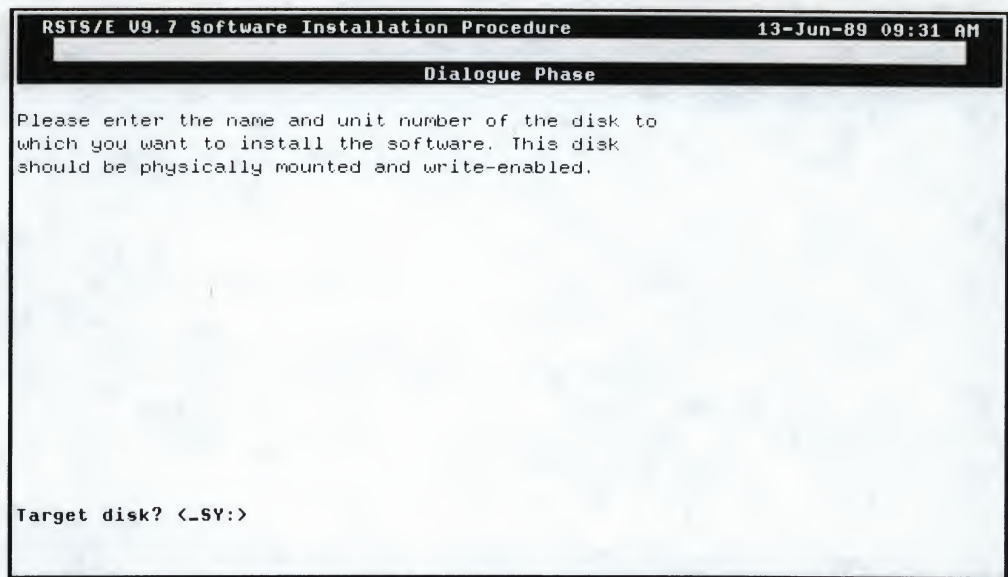 RSTS/E V9.7 Software Installation Procedure 13-Jun-89 09:31 AM
Dialogue Phase
Please enter the name and unit number of the disk to
which you want to install the software. This disk
should be physically mounted and write-enabled.
Target disk? <_SY:>